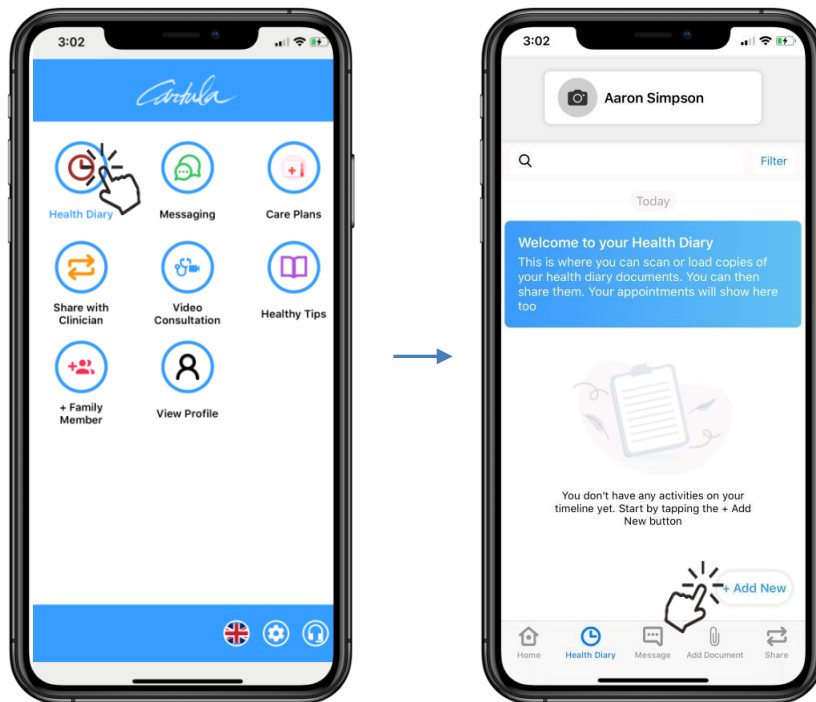 3:02
Cartula
Health Diary
Messaging
Care Plans
Share with
Clinician
Video
Consultation
Healthy Tips
+ Family
Member
View Profile
3:02
Aaron Simpson
Filter
Today
Welcome to your Health Diary
This is where you can scan or load copies of
your health diary documents. You can then
share them. Your appointments will show here
too
You don't have any activities on your
timeline yet. Start by tapping the + Add
New button
+ Add New
Home
Health Diary
Message
Add Document
Share